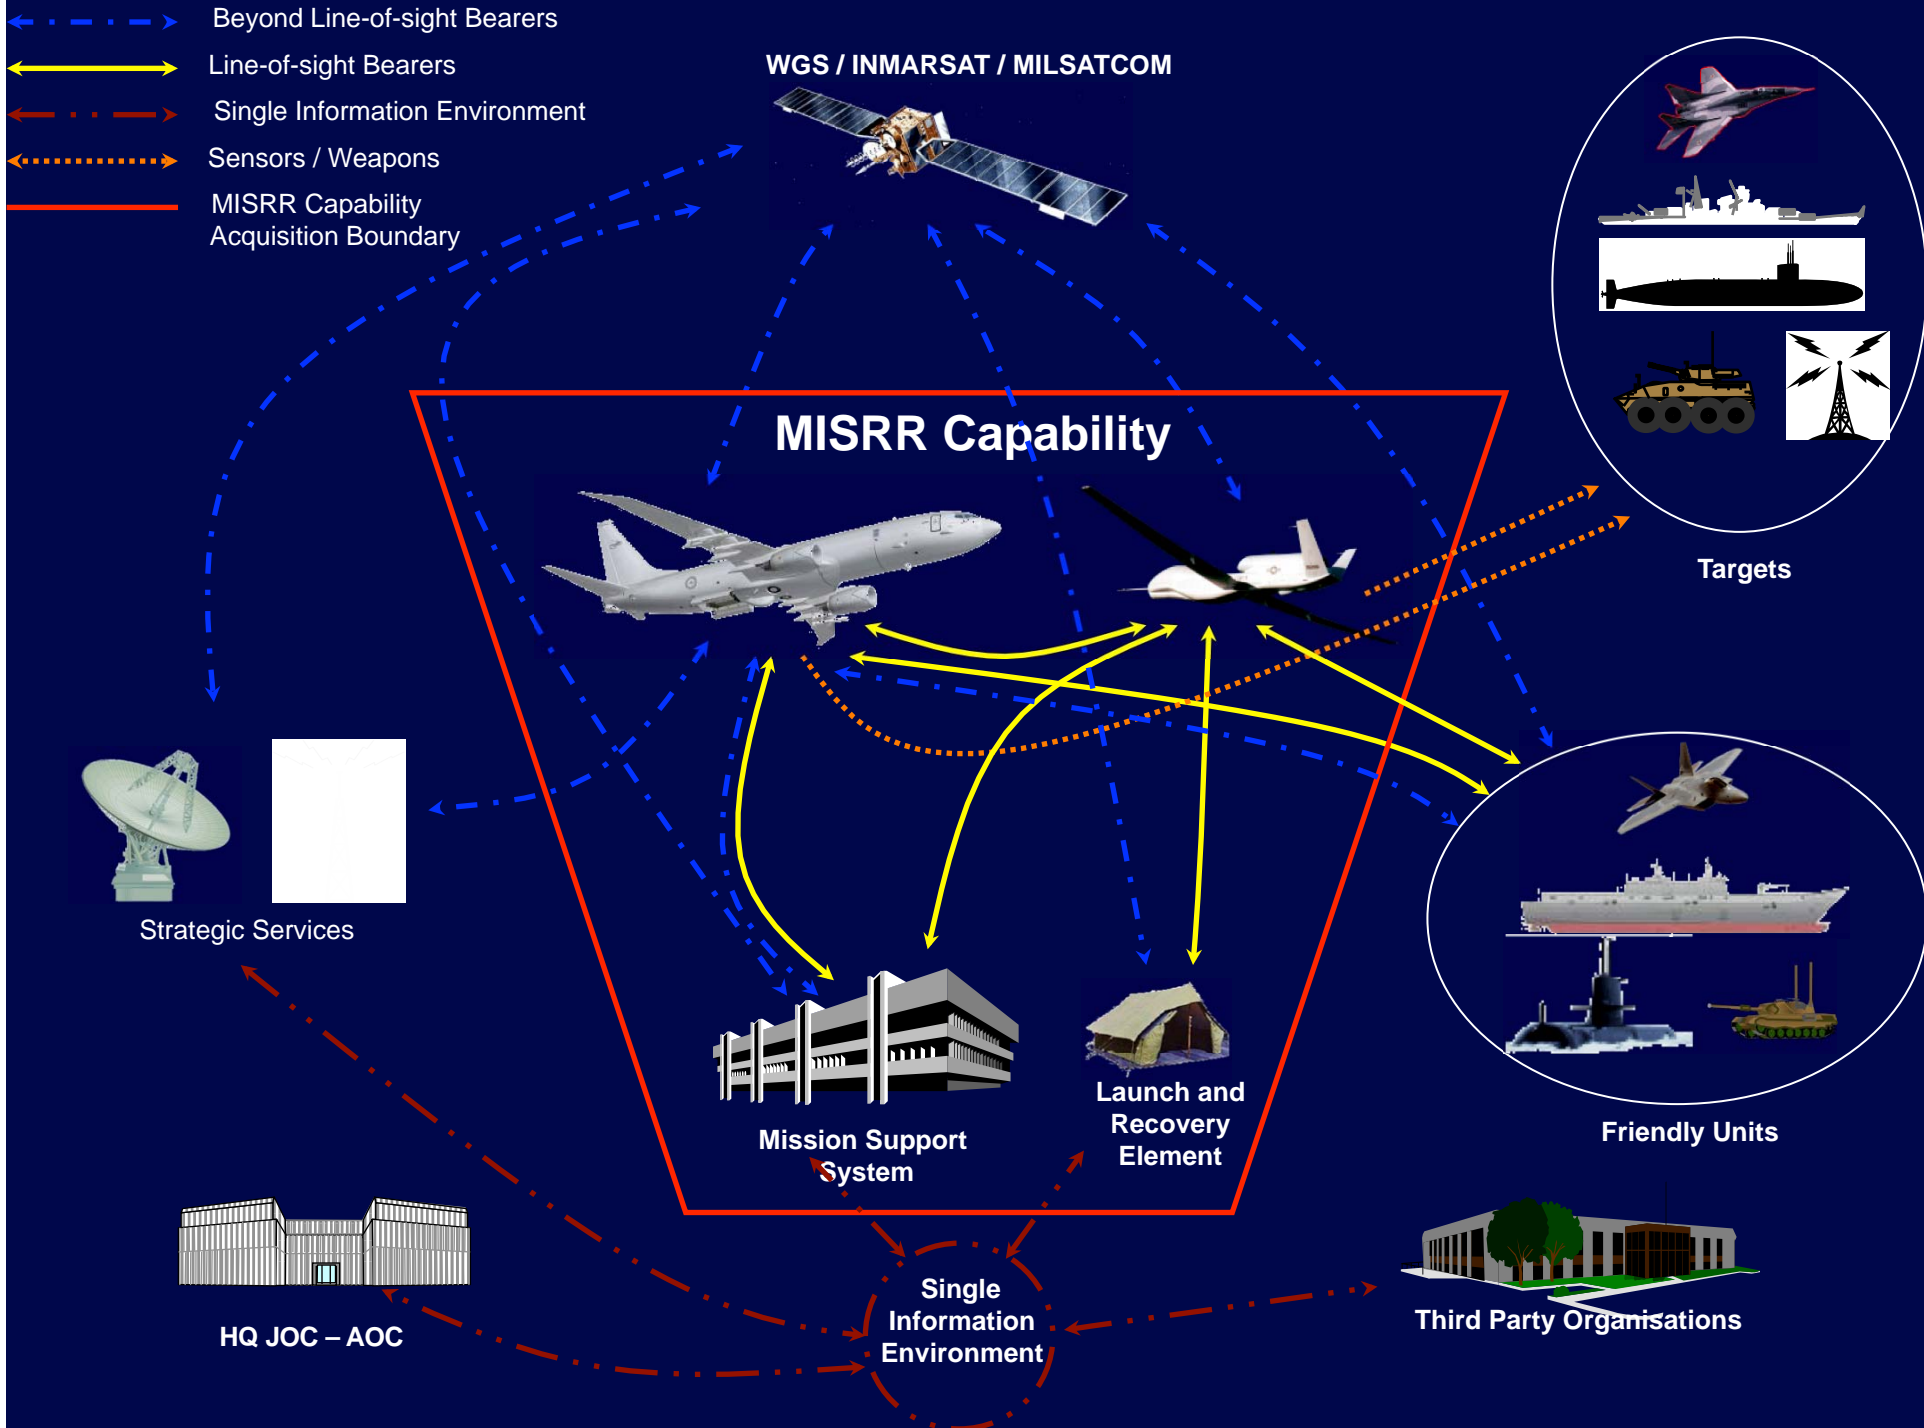 Beyond Line-of-sight Bearers
Line-of-sight Bearers
Single Information Environment
Sensors / Weapons
MISRR Capability
Acquisition Boundary
WGS / INMARSAT / MILSATCOM
MISRR Capability
Targets
Strategic Services
Mission Support
System
Launch and
Recovery
Element
Friendly Units
HQ JOC – AOC
Single
Information
Environment
Third Party Organisations